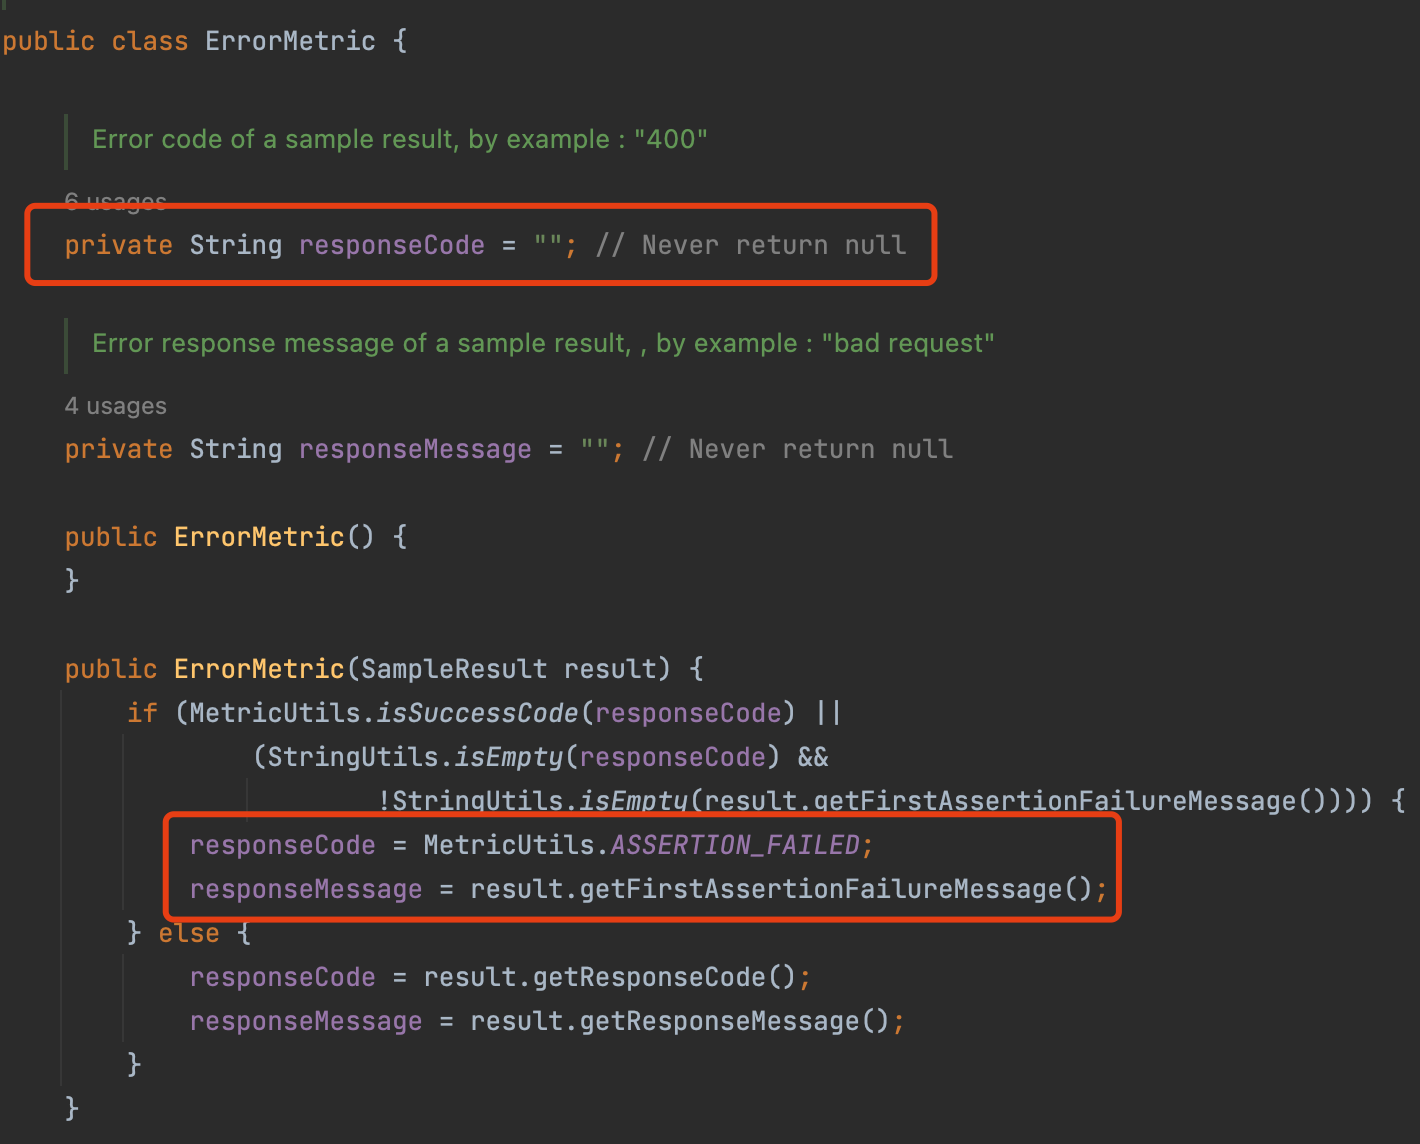 public class ErrorMetric {
Error code of a sample result, by example : "400"
6 usages
private String responseCode = ""; // Never return null
Error response message of a sample result, , by example : "bad request"
4 usages
private String responseMessage = ""; // Never return null
public ErrorMetric() {
}
public ErrorMetric(SampleResult result) {
if (MetricUtils.isSuccessCode(responseCode) ||
(StringUtils.isEmpty(responseCode) &&
!StringUtils.isEmpty(result.getFirstAssertionFailureMessage()))) {
responseCode = MetricUtils.ASSERTION_FAILED;
responseMessage = result.getFirstAssertionFailureMessage();
} else {
responseCode = result.getResponseCode();
responseMessage = result.getResponseMessage();
}
}